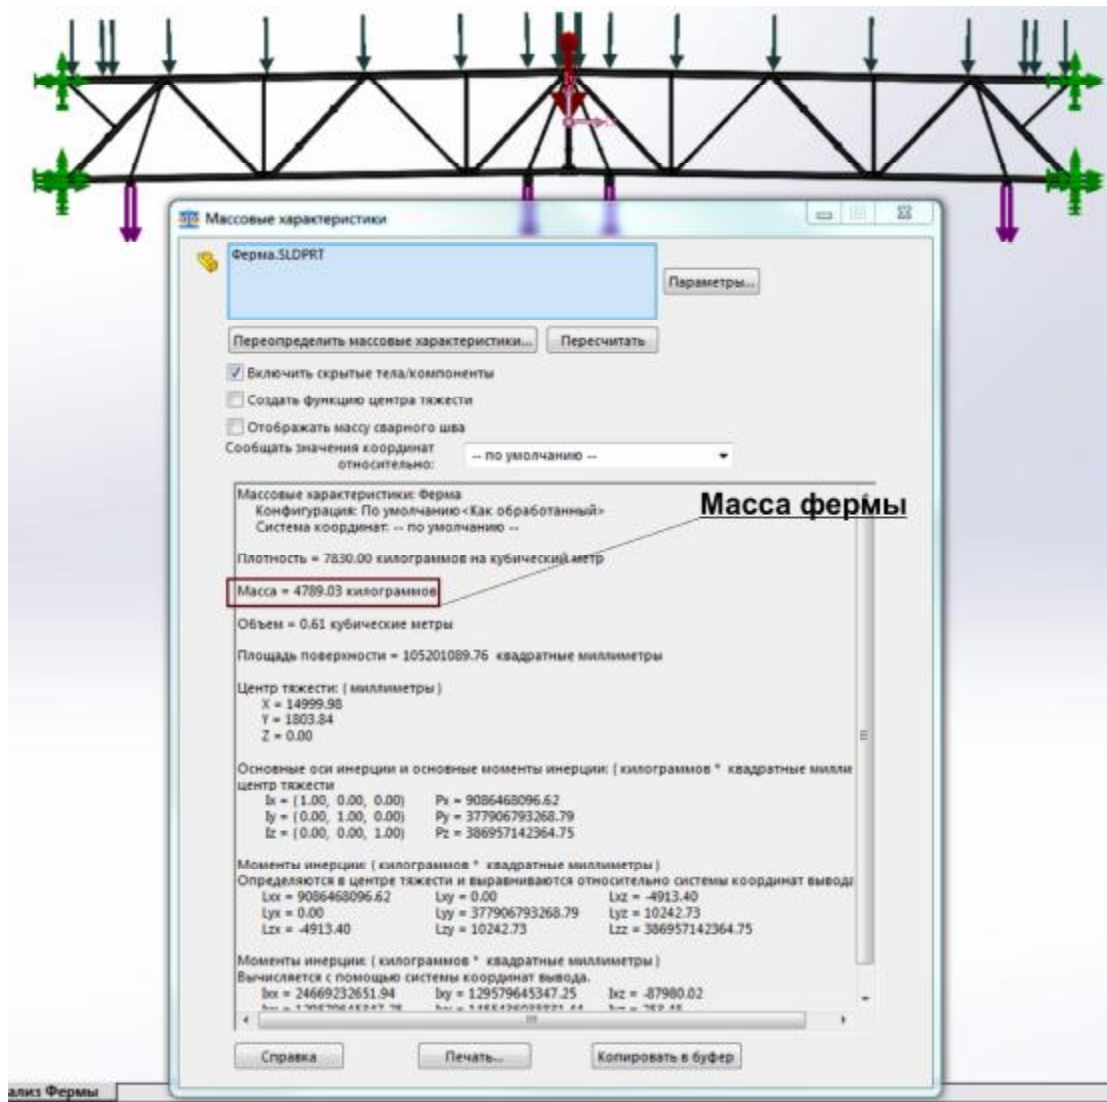 Массовые характеристики
Ферма.SLDPRT
Параметры...
Переопределить массовые характеристики...
Пересчитать
Включить скрытые тела/компоненты
Создать функцию центра тяжести
Отображать массу сварного шва
Сообщать значения координат
относительно:
-- по умолчанию --
Массовые характеристики: Ферма
Масса фермы
Конфигурация: По умолчанию<Как обработанный>
Система координат: -- по умолчанию --
Плотность = 7830.00 килограммов на кубический метр
Масса = 4789.03 килограммов
Объем = 0.61 кубические метры
Площадь поверхности = 105201089.76 квадратные миллиметры
Центр тяжести: ( миллиметры )
X = 14999.98
Y = 1803.84
Z = 0.00
Основные оси инерции и основные моменты инерции: ( килограммов * квадратные милли
центр тяжести
Ix = (1.00, 0.00, 0.00) Px = 9086468096.62
Iy = (0.00, 1.00, 0.00) Py = 377906793268.79
Iz = (0.00, 0.00, 1.00) Pz = 386957142364.75
Моменты инерции: ( килограммов * квадратные миллиметры )
Определяются в центре тяжести и выравниваются относительно системы координат вывода
Lxx = 9086468096.62 Lxy = 0.00 Lxz = -4913.40
Lyx = 0.00 Lyy = 377906793268.79 Lyz = 10242.73
Lzx = -4913.40 Lzy = 10242.73 Lzz = 386957142364.75
Моменты инерции: ( килограммов * квадратные миллиметры )
Вычисляется с помощью системы координат вывода.
Ixx = 24669232651.94 Ixy = 129579645347.25 Ixz = -87980.02
Справка
Печать...
Копировать в буфер
ализ Фермы